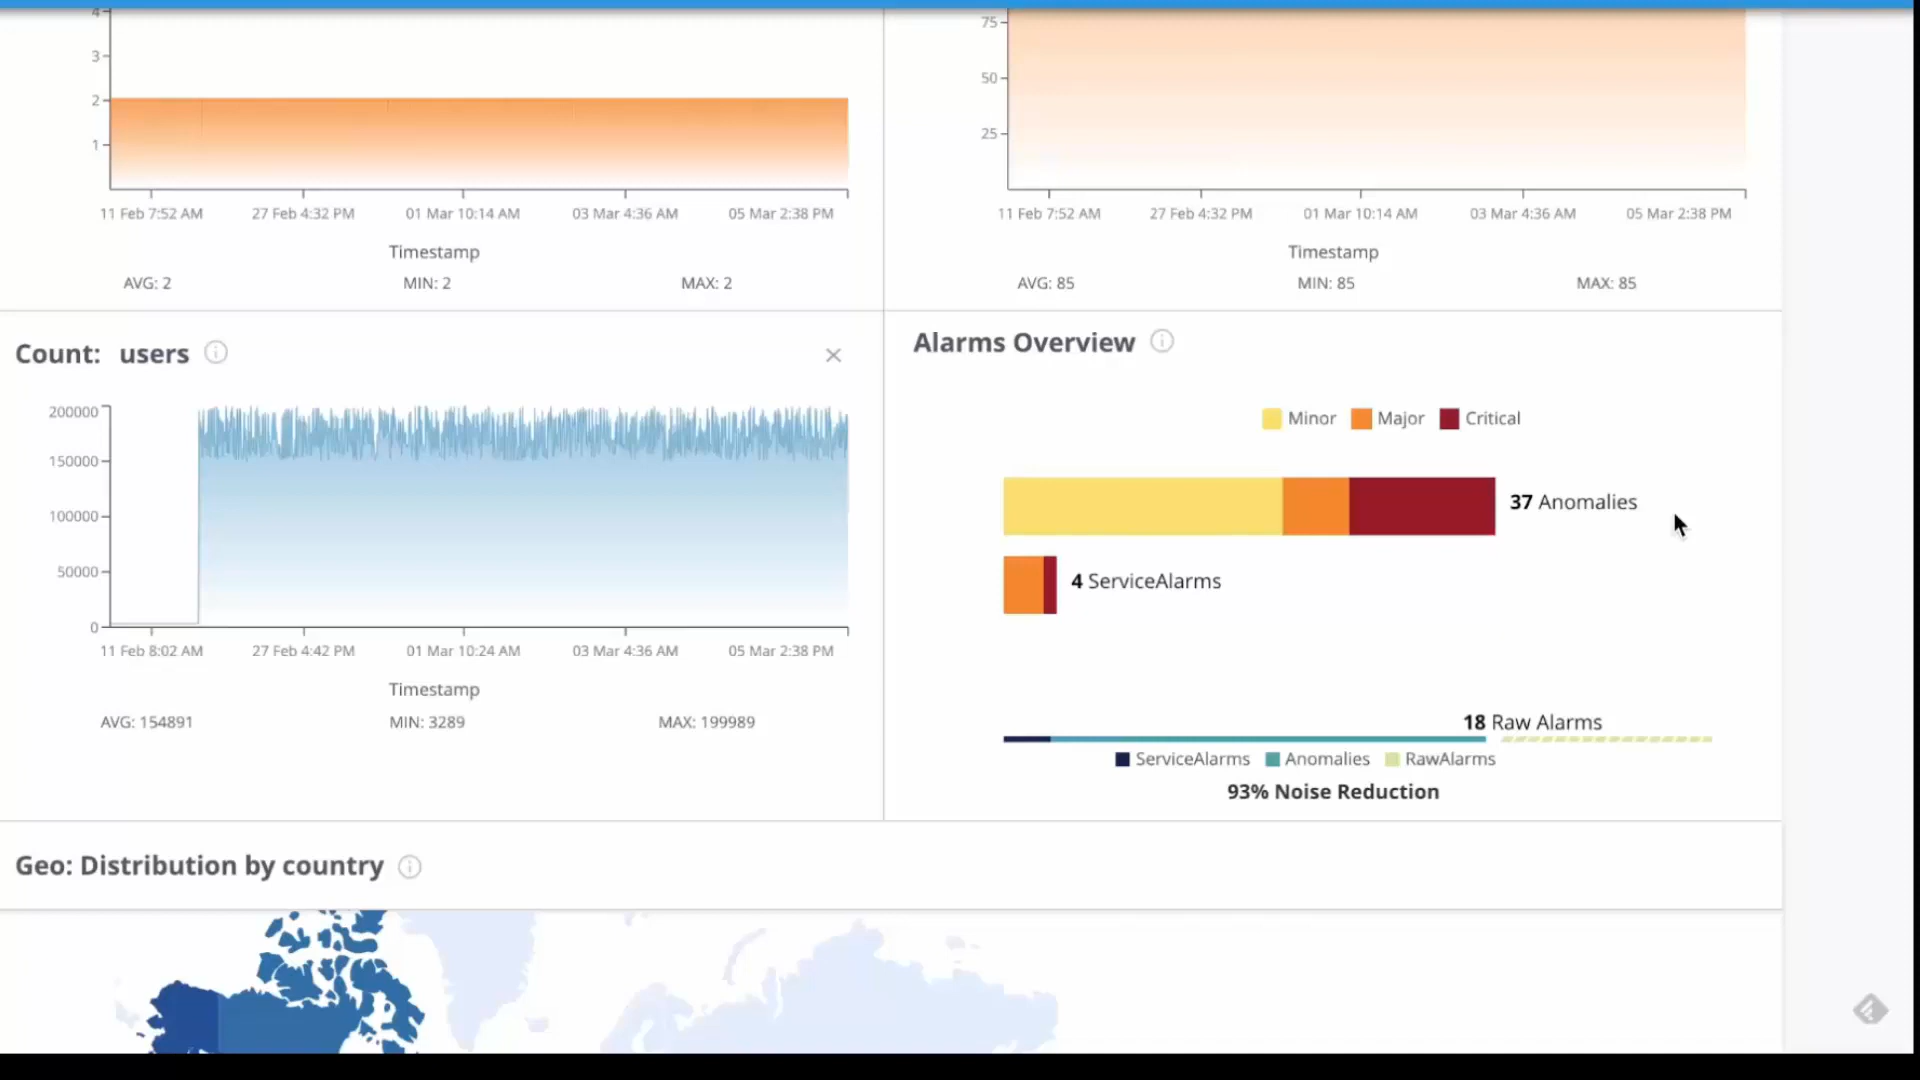 4
3
2
1
11 Feb 7:52 AM 27 Feb 4:32 PM 01 Mar 10:14 AM 03 Mar 4:36 AM 05 Mar 2:38 PM
Timestamp
AVG: 2 MIN: 2 MAX: 2
75
50
25
11 Feb 7:52 AM 27 Feb 4:32 PM 01 Mar 10:14 AM 03 Mar 4:36 AM 05 Mar 2:38 PM
Timestamp
AVG: 85 MIN: 85 MAX: 85
Count: users
200000
150000
100000
50000
0
11 Feb 8:02 AM 27 Feb 4:42 PM 01 Mar 10:24 AM 03 Mar 4:36 AM 05 Mar 2:38 PM
Timestamp
AVG: 154891 MIN: 3289 MAX: 199989
Alarms Overview
Minor Major Critical
37 Anomalies
4 ServiceAlarms
18 Raw Alarms
ServiceAlarms Anomalies RawAlarms
93% Noise Reduction
Geo: Distribution by country